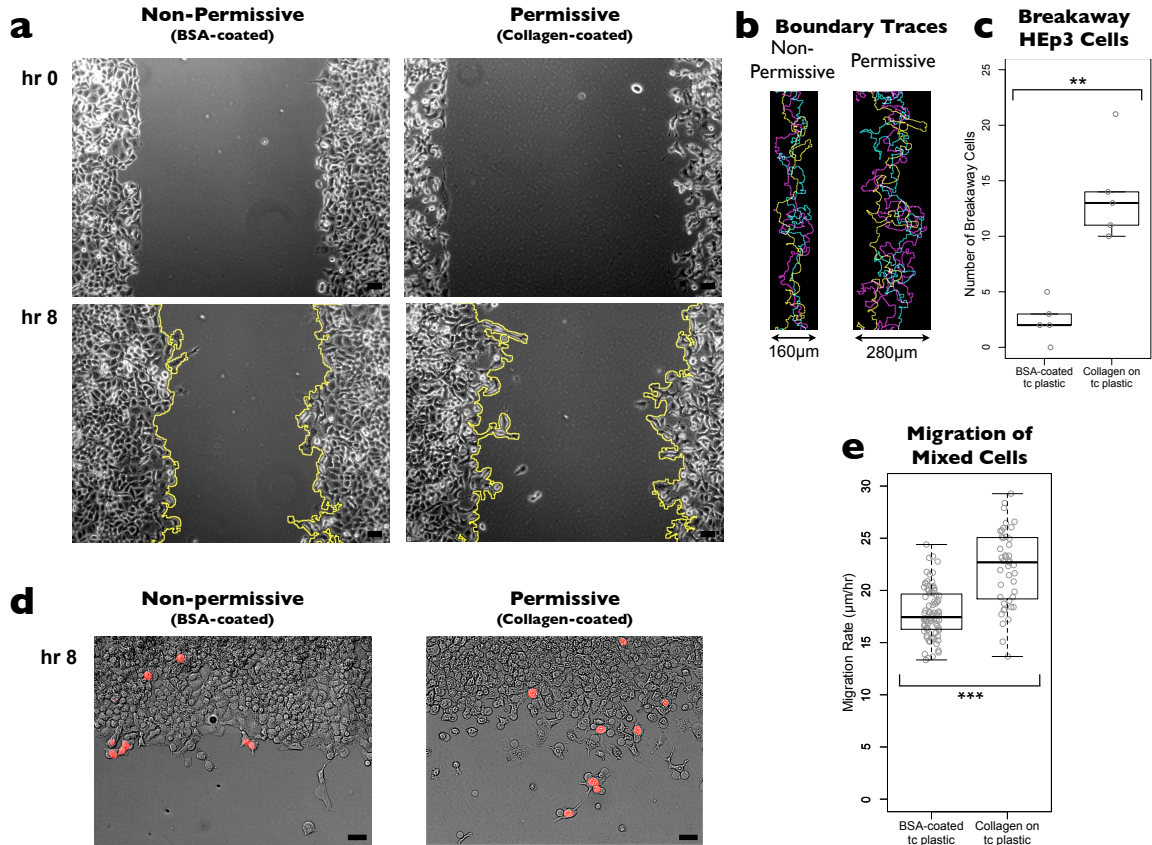 a
Non-Permissive
(BSA-coated)
Permissive
(Collagen-coated)
hr 0
hr 8
b
Boundary Traces
Non-
Permissive
Permissive
160µm
280µm
c
Breakaway
HEp3 Cells
Number of Breakaway Cells
25
20
15
10
5
0
**
BSA-coated
tc plastic
Collagen on
tc plastic
d
Non-permissive
(BSA-coated)
Permissive
(Collagen-coated)
hr 8
e
Migration of
Mixed Cells
Migration Rate (µm/hr)
30
25
20
15
10
5
0
***
BSA-coated
tc plastic
Collagen on
tc plastic